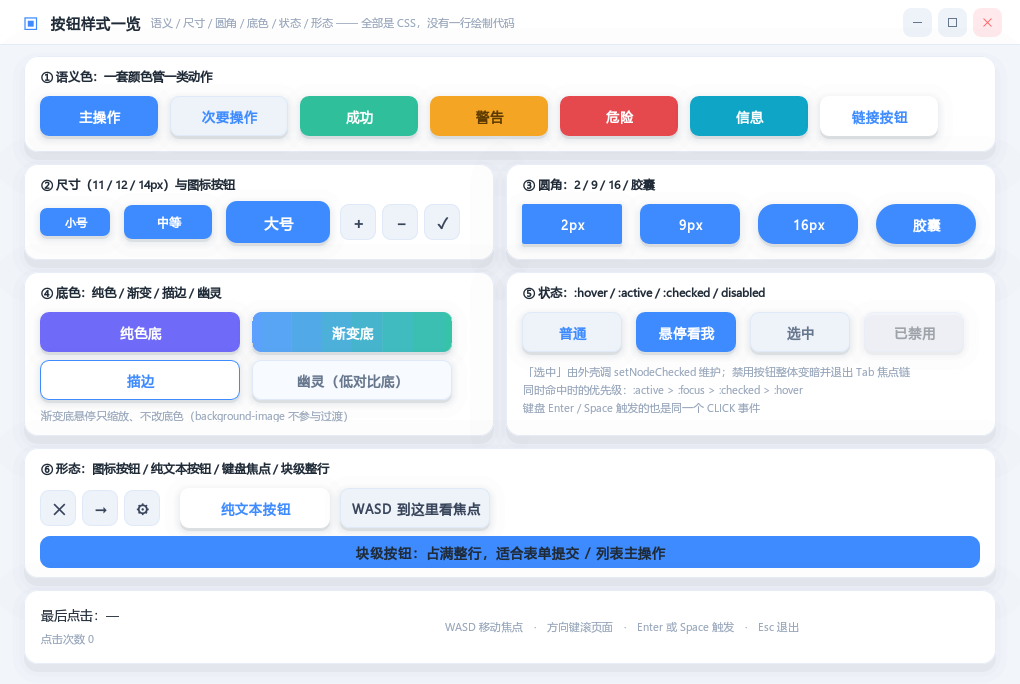 按钮样式一览 语义 / 尺寸 / 圆角 / 底色 / 状态 / 形态 —— 全部是 CSS，没有一行绘制代码
① 语义色：一套颜色管一类动作
主操作 次要操作 成功 警告 危险 信息 链接按钮
② 尺寸（11 / 12 / 14px）与图标按钮
小号 中等 大号 + − ✓
③ 圆角：2 / 9 / 16 / 胶囊
2px 9px 16px 胶囊
④ 底色：纯色 / 渐变 / 描边 / 幽灵
纯色底 渐变底
描边 幽灵（低对比底）
渐变底悬停只缩放、不改底色（background-image 不参与过渡）
⑤ 状态：:hover / :active / :checked / disabled
普通 悬停看我 选中 已禁用
「选中」由外壳调 setNodeChecked 维护；禁用按钮整体变暗并退出 Tab 焦点链
同时命中时的优先级：:active > :focus > :checked > :hover
键盘 Enter / Space 触发的也是同一个 CLICK 事件
⑥ 形态：图标按钮 / 纯文本按钮 / 键盘焦点 / 块级整行
✕ → ⚙ 纯文本按钮 WASD 到这里看焦点
块级按钮：占满整行，适合表单提交 / 列表主操作
最后点击：—
点击次数 0
WASD 移动焦点 · 方向键滚页面 · Enter 或 Space 触发 · Esc 退出